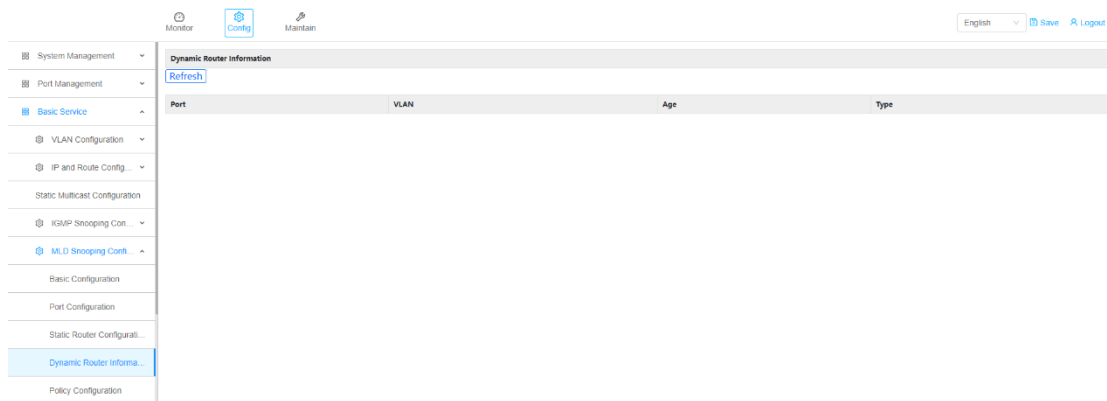 Monitor
Config
Maintain
English
Save
Logout
System Management
Port Management
Basic Service
VLAN Configuration
IP and Route Config...
Static Multicast Configuration
IGMP Snooping Con...
MLD Snooping Confi...
Basic Configuration
Port Configuration
Static Router Configurati...
Dynamic Router Informa...
Policy Configuration
Dynamic Router Information
Refresh
Port VLAN Age Type